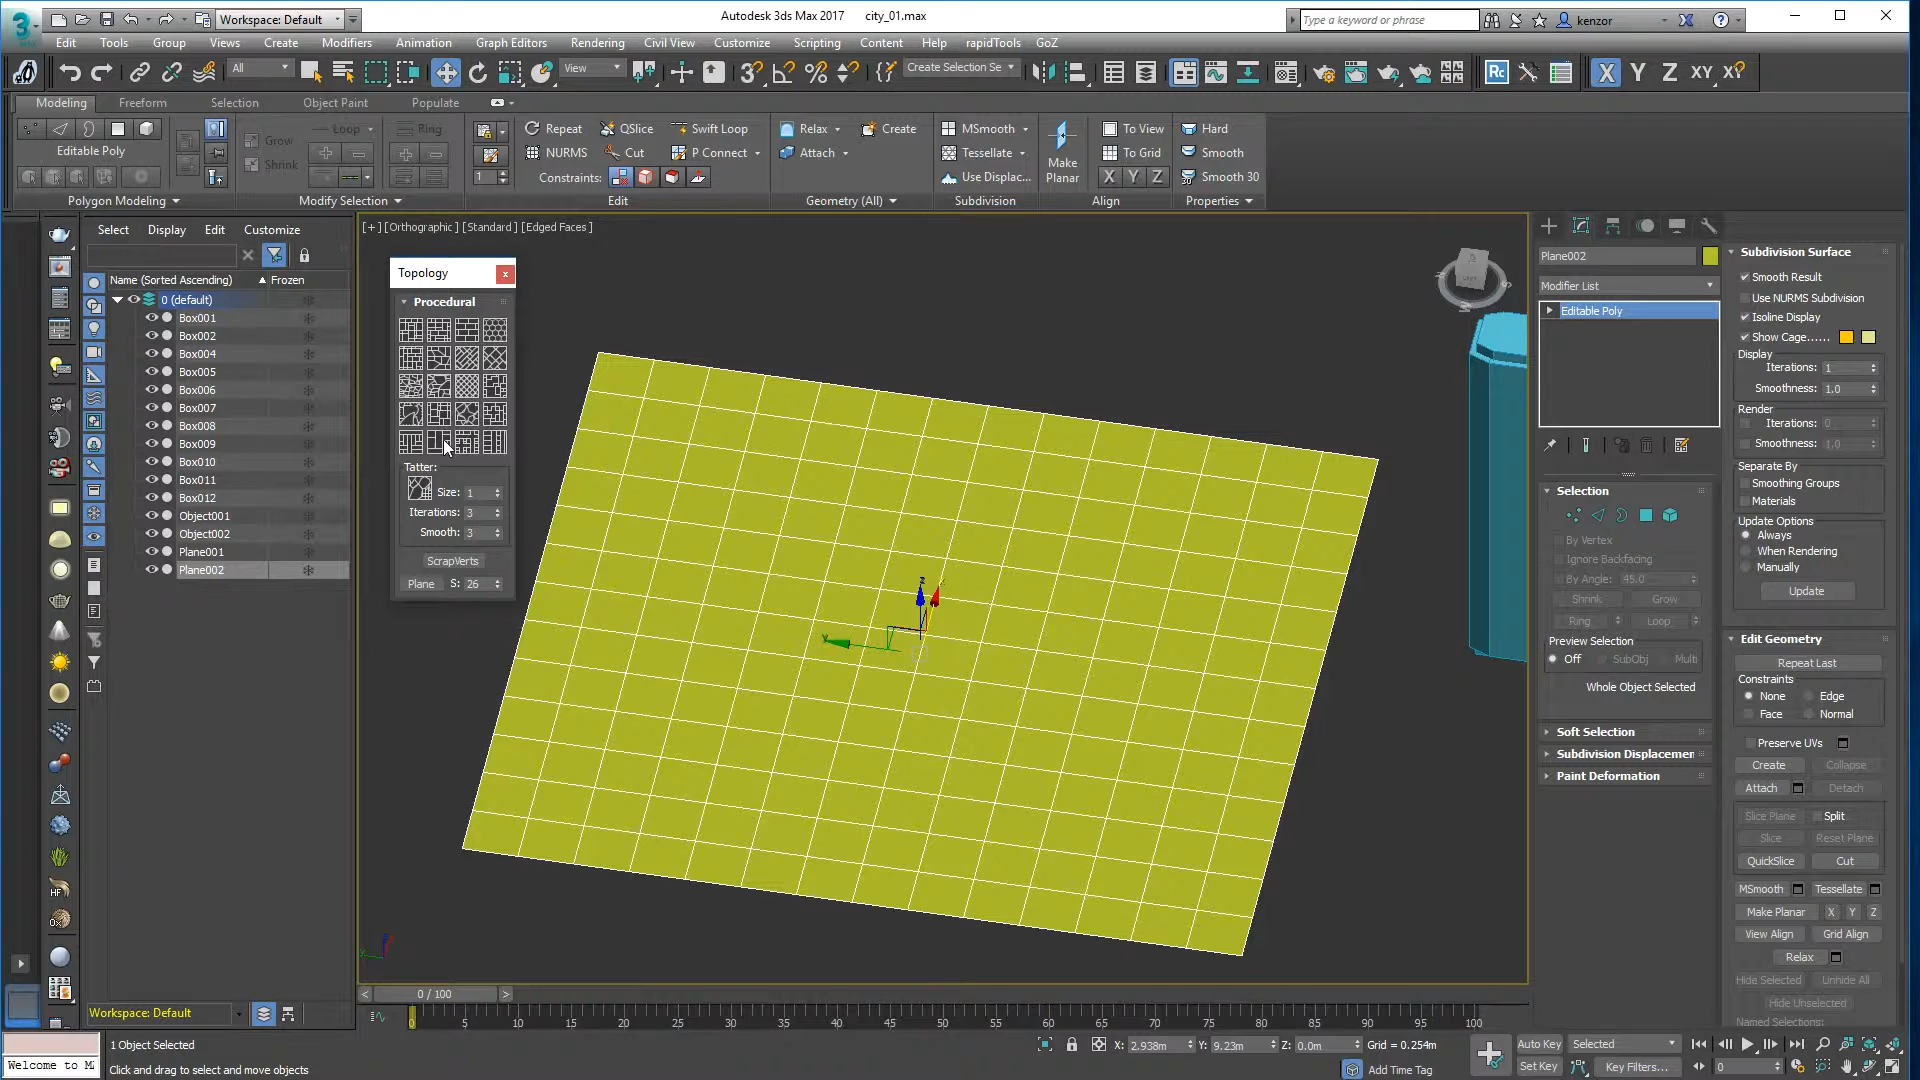 Workspace: Default
Autodesk 3ds Max 2017    city_01.max
Type a keyword or phrase
kenzor
Edit Tools Group Views Create Modifiers Animation Graph Editors Rendering Civil View Customize Scripting Content Help rapidTools GoZ
All
View
Create Selection Se
X Y Z XY
Modeling Freeform Selection Object Paint Populate
Editable Poly
Polygon Modeling
Grow
Shrink
Loop
Ring
Modify Selection
1
Repeat QSlice Swift Loop
NURMS Cut P Connect
Constraints:
Edit
Relax Create
Attach
Geometry (All)
MSmooth
Tessellate
Use Displac...
Subdivision
Make
Planar
To View
To Grid
X Y Z
Align
Hard
Smooth
Smooth 30
Properties
Select Display Edit Customize
Name (Sorted Ascending) Frozen
0 (default)
Box001
Box002
Box004
Box005
Box006
Box007
Box008
Box009
Box010
Box011
Box012
Object001
Object002
Plane001
Plane002
Workspace: Default
[+] [Orthographic] [Standard] [Edged Faces]
Topology
Procedural
Tatter:
Size: 1
Iterations: 3
Smooth: 3
ScrapVerts
Plane S: 26
Plane002
Modifier List
Editable Poly
Selection
By Vertex
Ignore Backfacing
By Angle: 45.0
Shrink Grow
Ring Loop
Preview Selection
Off SubObj Multi
Whole Object Selected
Soft Selection
Subdivision Displacemen
Paint Deformation
Subdivision Surface
Smooth Result
Use NURMS Subdivision
Isoline Display
Show Cage......
Display
Iterations: 1
Smoothness: 1.0
Render
Iterations: 0
Smoothness: 1.0
Separate By
Smoothing Groups
Materials
Update Options
Always
When Rendering
Manually
Update
Edit Geometry
Repeat Last
Constraints
None Edge
Face Normal
Preserve UVs
Create Collapse
Attach Detach
Slice Plane Split
Slice Reset Plane
QuickSlice Cut
MSmooth Tessellate
Make Planar X Y Z
View Align Grid Align
Relax
Hide Selected Unhide All
Hide Unselected
Named Selections:
< 0 / 100 >
0 5 10 15 20 25 30 35 40 45 50 55 60 65 70 75 80 85 90 95 100
Welcome to M
1 Object Selected
Click and drag to select and move objects
X: 2.938m Y: 9.23m Z: 0.0m Grid = 0.254m
Add Time Tag
Auto Key Selected
Set Key Key Filters...
0